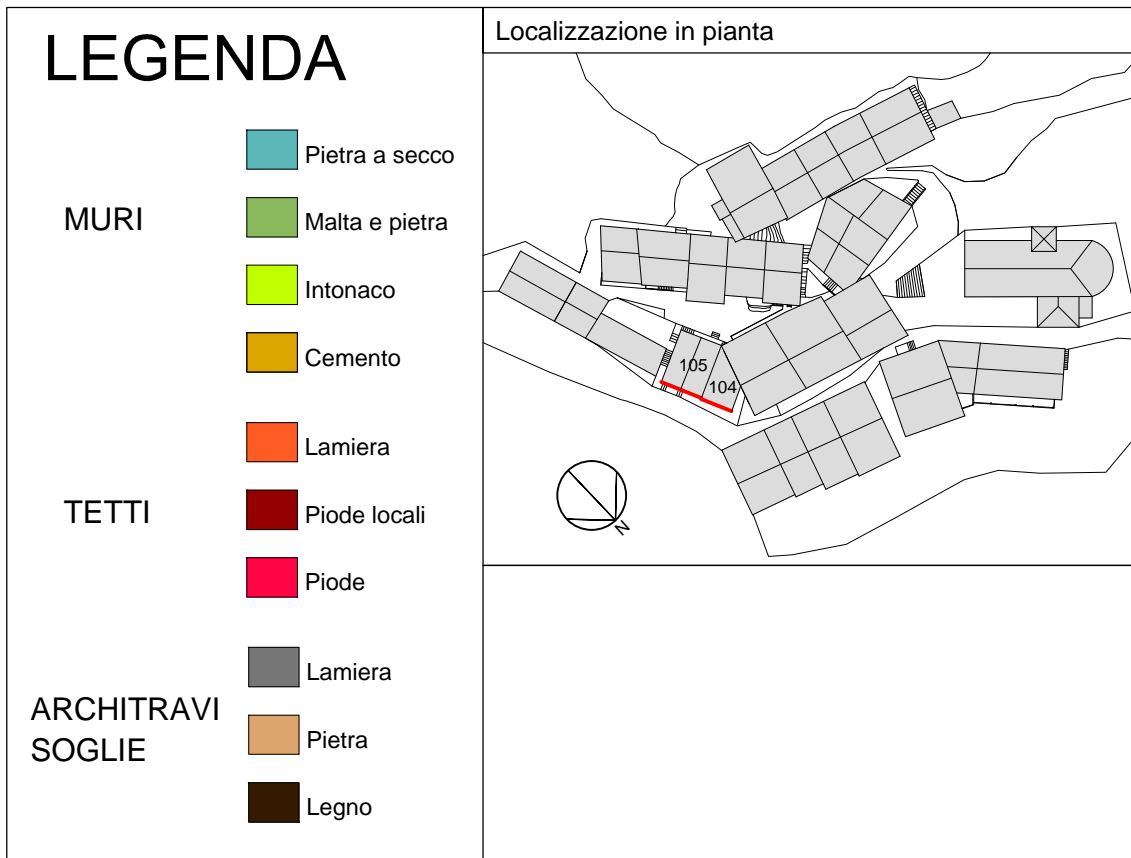 LEGENDA
MURI
Pietra a secco
Malta e pietra
Intonaco
Cemento
TETTI
Lamiera
Piode locali
Piode
ARCHITRAVI
SOGLIE
Lamiera
Pietra
Legno
Localizzazione in pianta
105
104
N